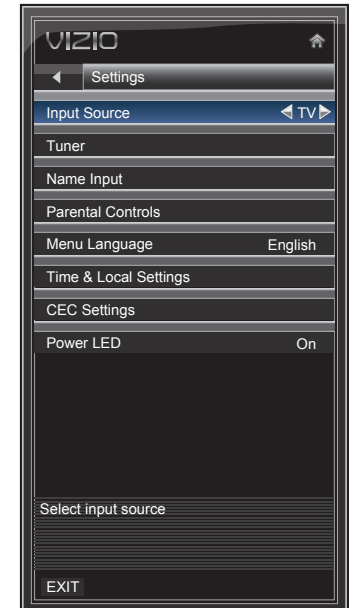 VIZIO
Settings
Input Source TV
Tuner
Name Input
Parental Controls
Menu Language English
Time & Local Settings
CEC Settings
Power LED On
Select input source
EXIT